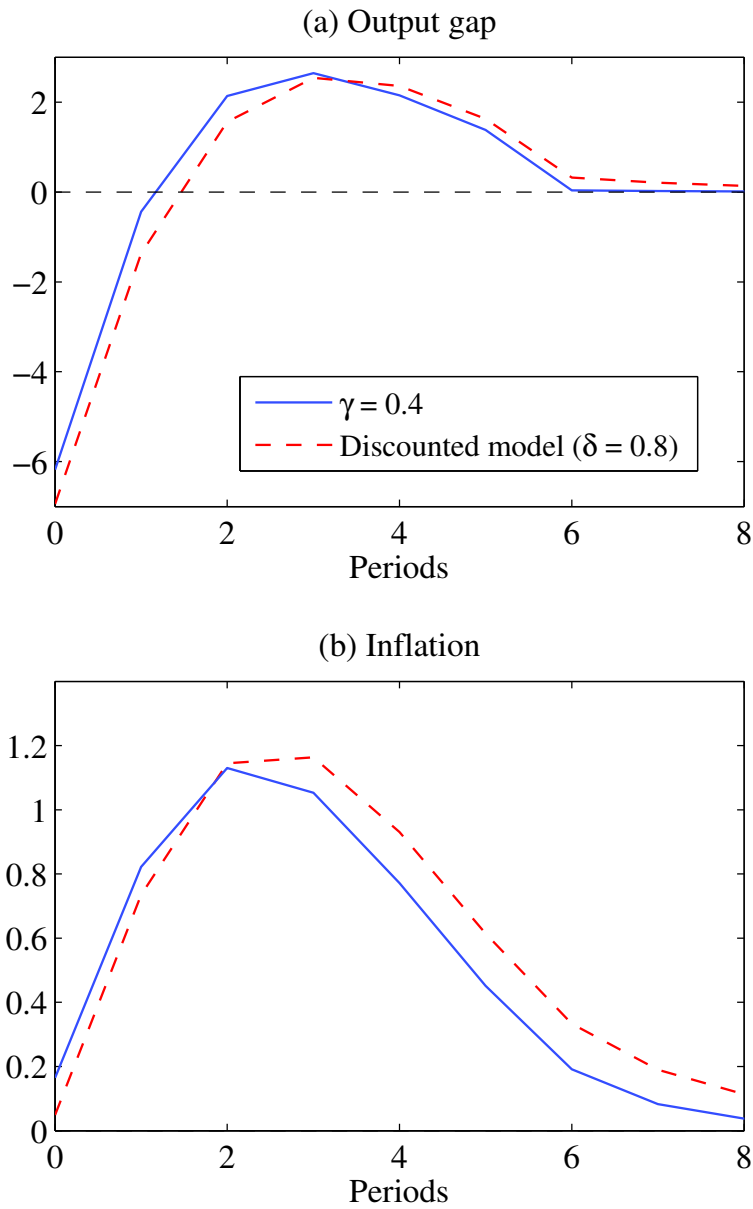 (a) Output gap
2
0
−2
−4
−6
γ = 0.4
Discounted model (δ = 0.8)
0 2 4 6 8
Periods
(b) Inflation
1.2
1
0.8
0.6
0.4
0.2
0
0 2 4 6 8
Periods